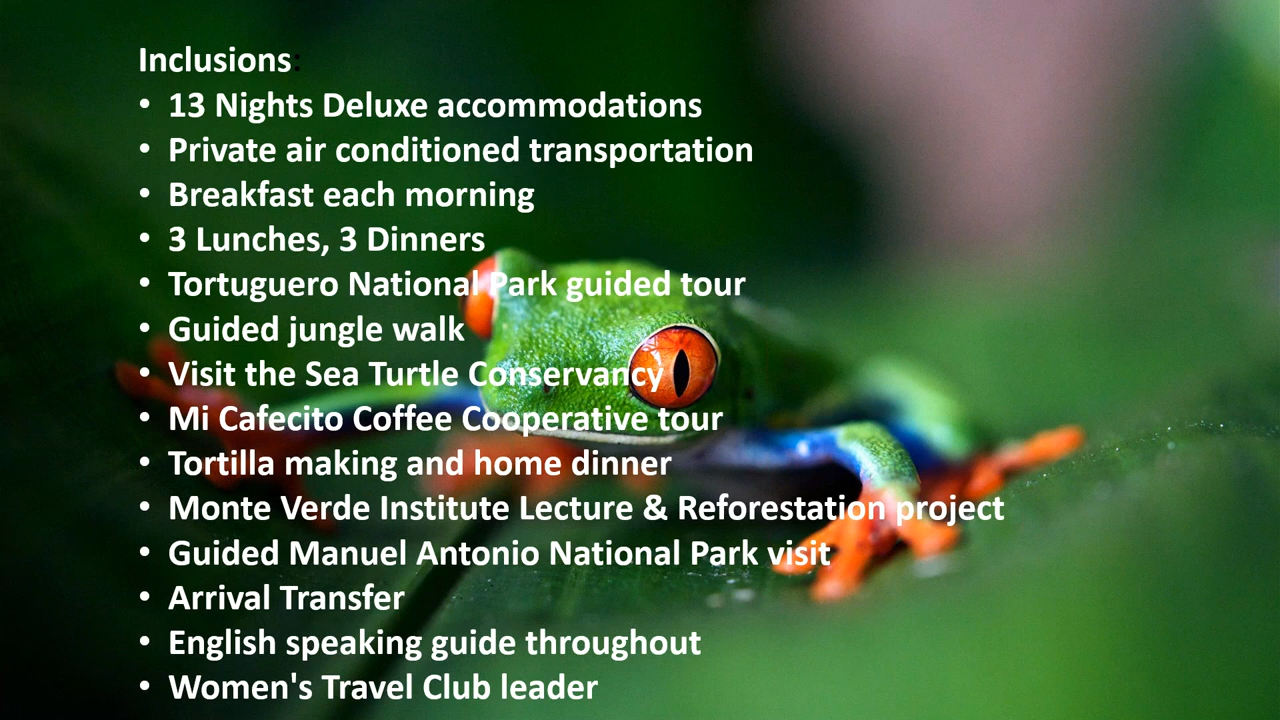 Inclusions:
• 13 Nights Deluxe accommodations
• Private air conditioned transportation
• Breakfast each morning
• 3 Lunches, 3 Dinners
• Tortuguero National Park guided tour
• Guided jungle walk
• Visit the Sea Turtle Conservancy
• Mi Cafecito Coffee Cooperative tour
• Tortilla making and home dinner
• Monte Verde Institute Lecture & Reforestation project
• Guided Manuel Antonio National Park visit
• Arrival Transfer
• English speaking guide throughout
• Women's Travel Club leader